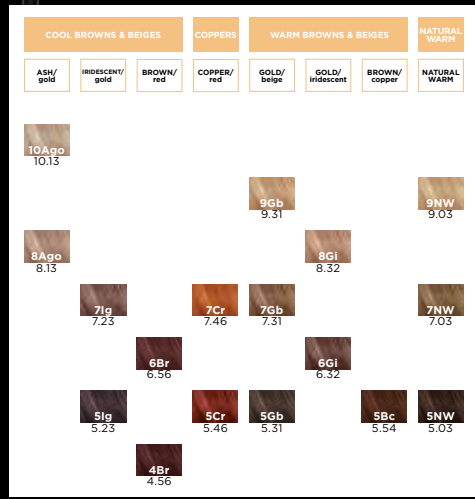 COOL BROWNS & BEIGES COPPERS WARM BROWNS & BEIGES NATURAL WARM
ASH/ gold IRIDESCENT/ gold BROWN/ red COPPER/ red GOLD/ beige GOLD/ iridescent BROWN/ copper NATURAL WARM
10Ago
10.13
9Gb 9NW
9.31 9.03
8Ago 8Gi
8.13 8.32
7Ig 7Cr 7Gb 7NW
7.23 7.46 7.31 7.03
6Br 6Gi
6.56 6.32
5Ig 5Cr 5Gb 5Bc 5NW
5.23 5.46 5.31 5.54 5.03
4Br
4.56